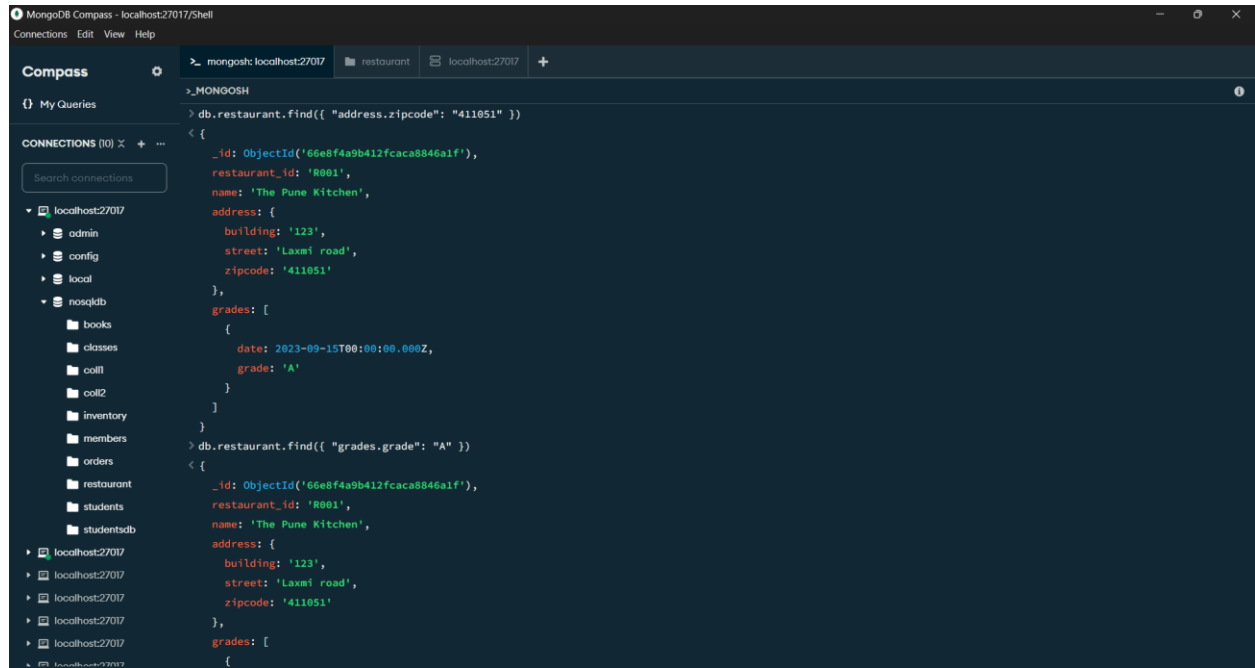 MongoDB Compass - localhost:27017/Shell
Connections Edit View Help
Compass
{} My Queries
CONNECTIONS (10)
Search connections
localhost:27017
admin
config
local
nosqldb
books
classes
coll1
coll2
inventory
members
orders
restaurant
students
studentsdb
localhost:27017
localhost:27017
localhost:27017
localhost:27017
localhost:27017
localhost:27017
>_ mongosh: localhost:27017 restaurant localhost:27017 +
>_MONGOSH
> db.restaurant.find({ "address.zipcode": "411051" })
< {
_id: ObjectId('66e8f4a9b412fcaca8846a1f'),
restaurant_id: 'R001',
name: 'The Pune Kitchen',
address: {
building: '123',
street: 'Laxmi road',
zipcode: '411051'
},
grades: [
{
date: 2023-09-15T00:00:00.000Z,
grade: 'A'
}
]
}
> db.restaurant.find({ "grades.grade": "A" })
< {
_id: ObjectId('66e8f4a9b412fcaca8846a1f'),
restaurant_id: 'R001',
name: 'The Pune Kitchen',
address: {
building: '123',
street: 'Laxmi road',
zipcode: '411051'
},
grades: [
{